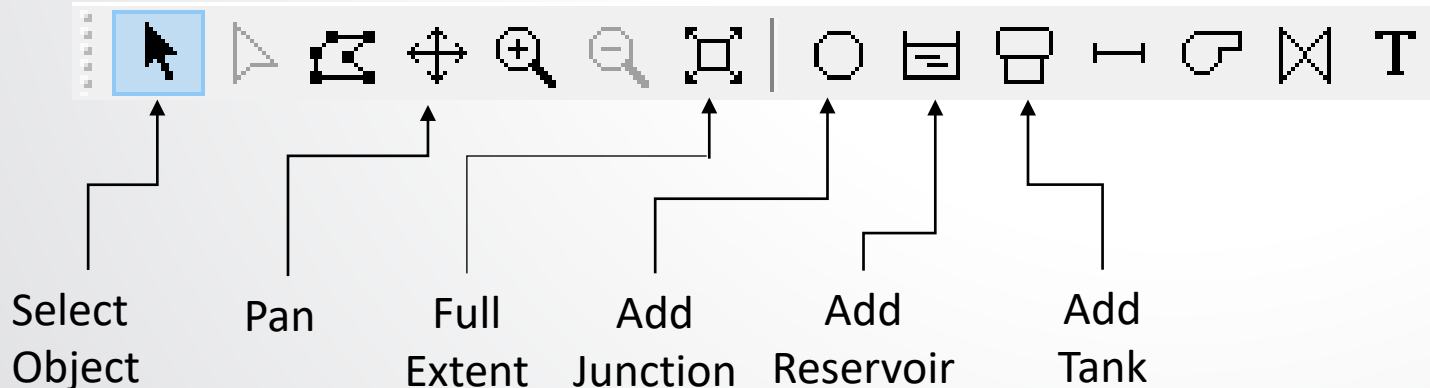 T
Select
Object
Pan
Full
Extent
Add
Junction
Add
Reservoir
Add
Tank